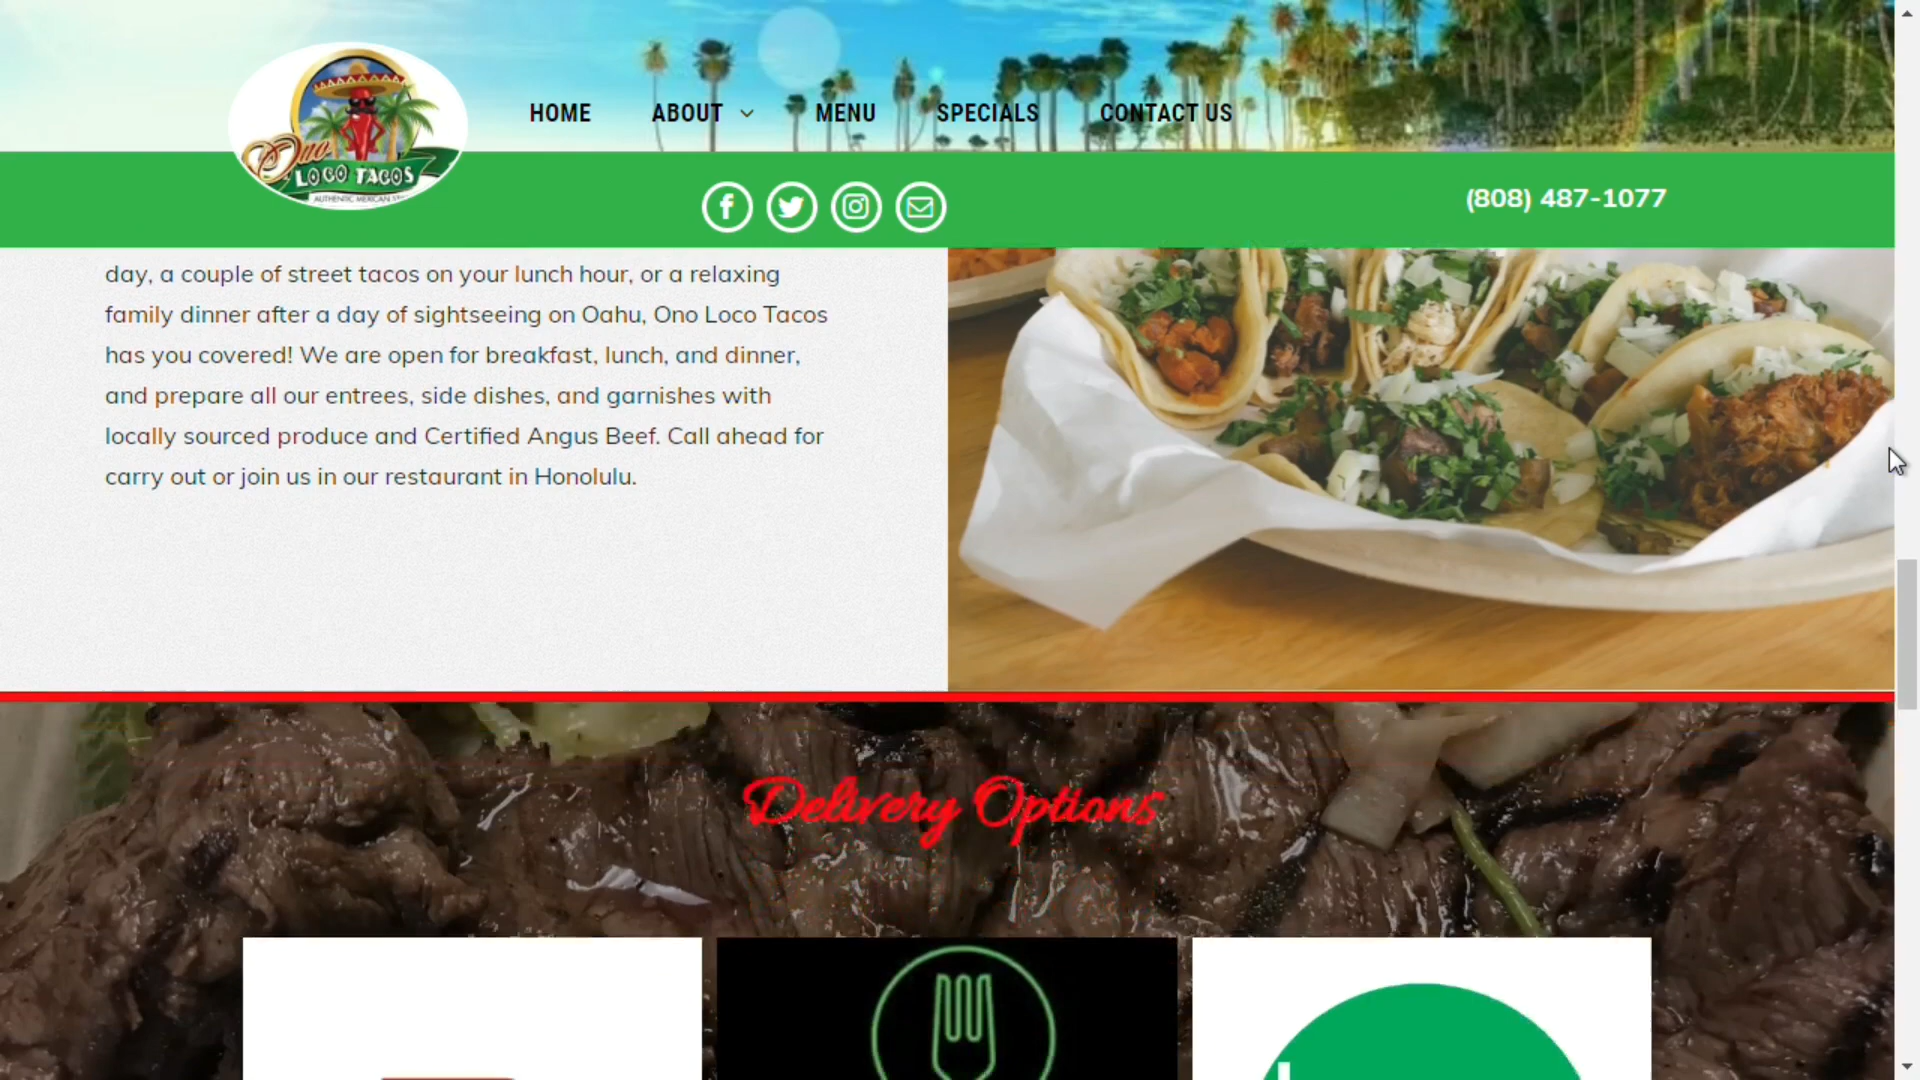 HOME ABOUT MENU SPECIALS CONTACT US
Ono
LOCO TACOS
AUTHENTIC MEXICAN
(808) 487-1077
day, a couple of street tacos on your lunch hour, or a relaxing
family dinner after a day of sightseeing on Oahu, Ono Loco Tacos
has you covered! We are open for breakfast, lunch, and dinner,
and prepare all our entrees, side dishes, and garnishes with
locally sourced produce and Certified Angus Beef. Call ahead for
carry out or join us in our restaurant in Honolulu.
Delivery Options